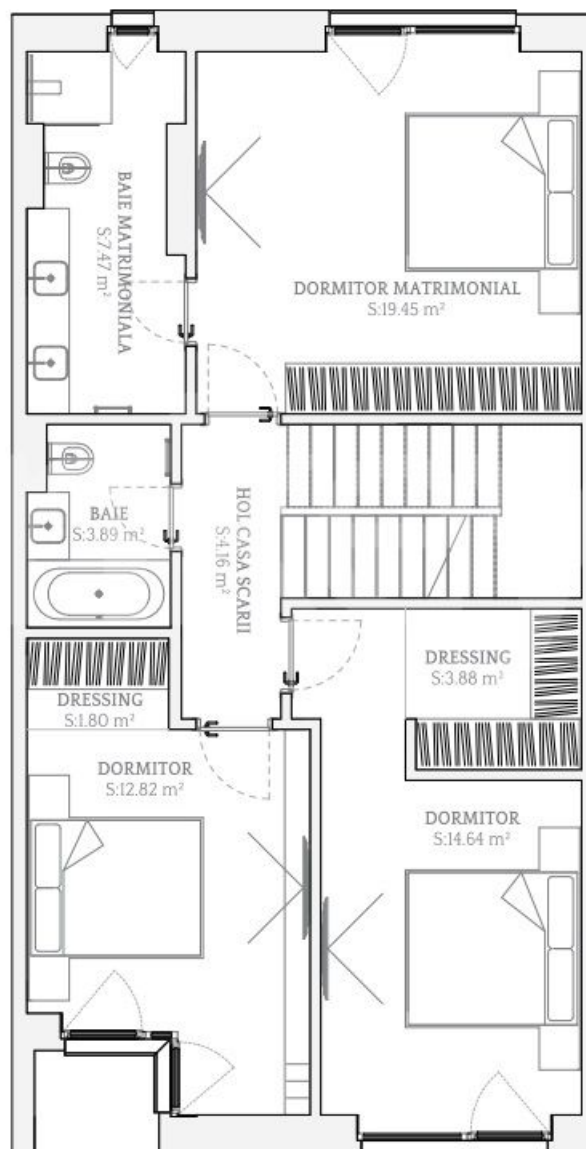 BAIE MATRIMONIALA
S:7.47 m²
DORMITOR MATRIMONIAL
S:19.45 m²
BAIE
S:3.89 m²
HOL CASA SCARII
S:4.16 m²
DRESSING
S:3.88 m²
DRESSING
S:1.80 m²
DORMITOR
S:12.82 m²
DORMITOR
S:14.64 m²